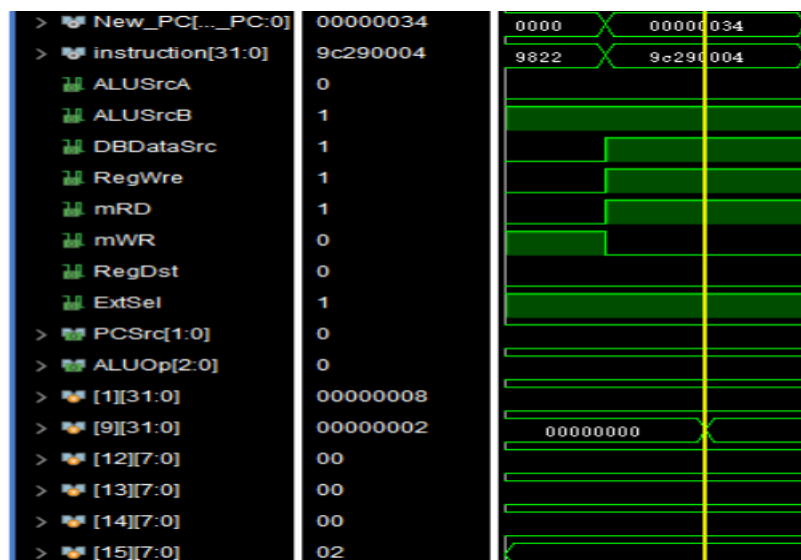 > New_PC[..._PC:0] 00000034 0000 00000034
> instruction[31:0] 9c290004 9822 9c290004
ALUSrcA 0
ALUSrcB 1
DBDataSrc 1
RegWre 1
mRD 1
mWR 0
RegDst 0
ExtSel 1
> PCSrc[1:0] 0
> ALUOp[2:0] 0
> [1][31:0] 00000008
> [9][31:0] 00000002 00000000
> [12][7:0] 00
> [13][7:0] 00
> [14][7:0] 00
> [15][7:0] 02